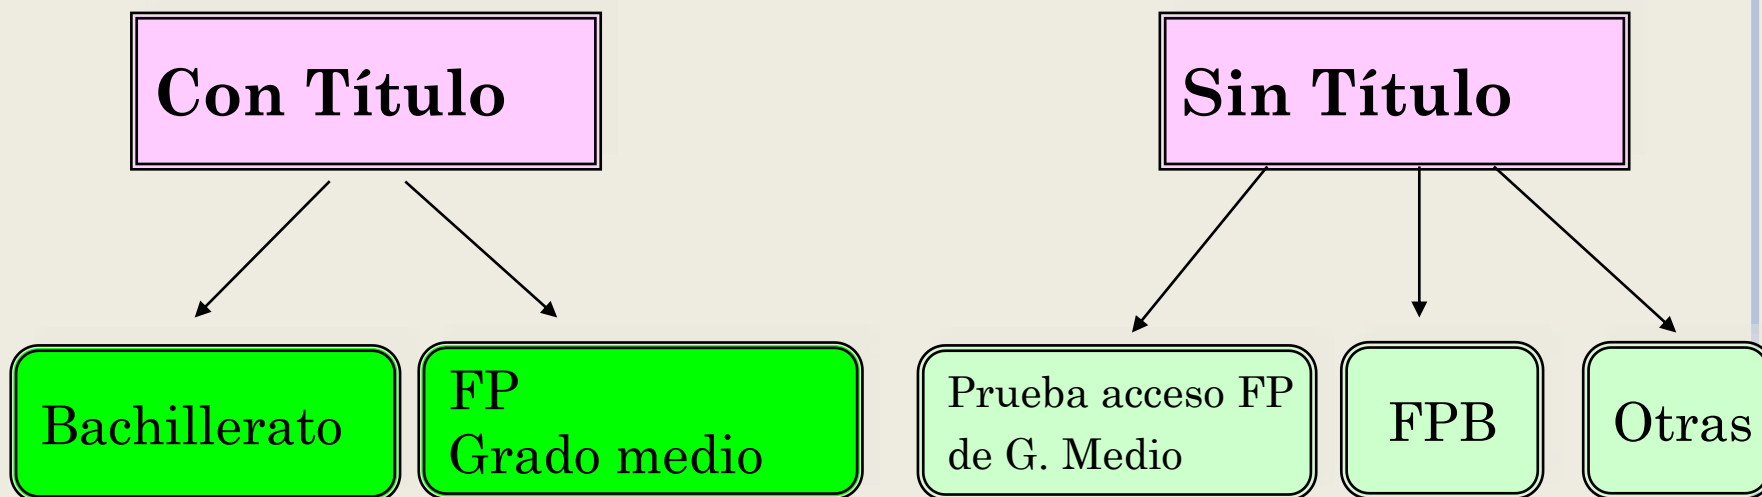 Con Título
Sin Título
Bachillerato
FP
Grado medio
Prueba acceso FP
de G. Medio
FPB
Otras